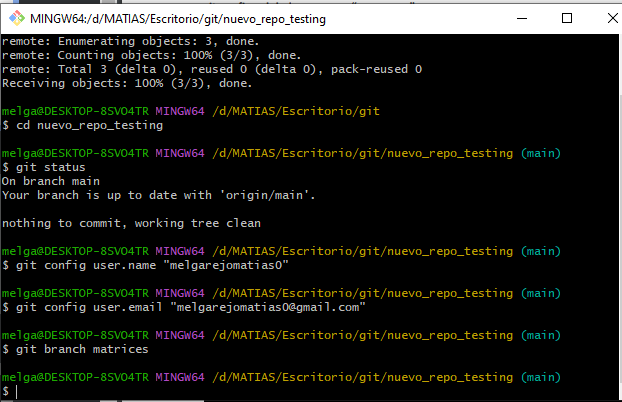 MINGW64:/d/MATIAS/Escritorio/git/nuevo_repo_testing
remote: Enumerating objects: 3, done.
remote: Counting objects: 100% (3/3), done.
remote: Total 3 (delta 0), reused 0 (delta 0), pack-reused 0
Receiving objects: 100% (3/3), done.
melga@DESKTOP-8SVO4TR MINGW64 /d/MATIAS/Escritorio/git
$ cd nuevo_repo_testing
melga@DESKTOP-8SVO4TR MINGW64 /d/MATIAS/Escritorio/git/nuevo_repo_testing (main)
$ git status
On branch main
Your branch is up to date with 'origin/main'.
nothing to commit, working tree clean
melga@DESKTOP-8SVO4TR MINGW64 /d/MATIAS/Escritorio/git/nuevo_repo_testing (main)
$ git config user.name "melgarejomatias0"
melga@DESKTOP-8SVO4TR MINGW64 /d/MATIAS/Escritorio/git/nuevo_repo_testing (main)
$ git config user.email "melgarejomatias0@gmail.com"
melga@DESKTOP-8SVO4TR MINGW64 /d/MATIAS/Escritorio/git/nuevo_repo_testing (main)
$ git branch matrices
melga@DESKTOP-8SVO4TR MINGW64 /d/MATIAS/Escritorio/git/nuevo_repo_testing (main)
$